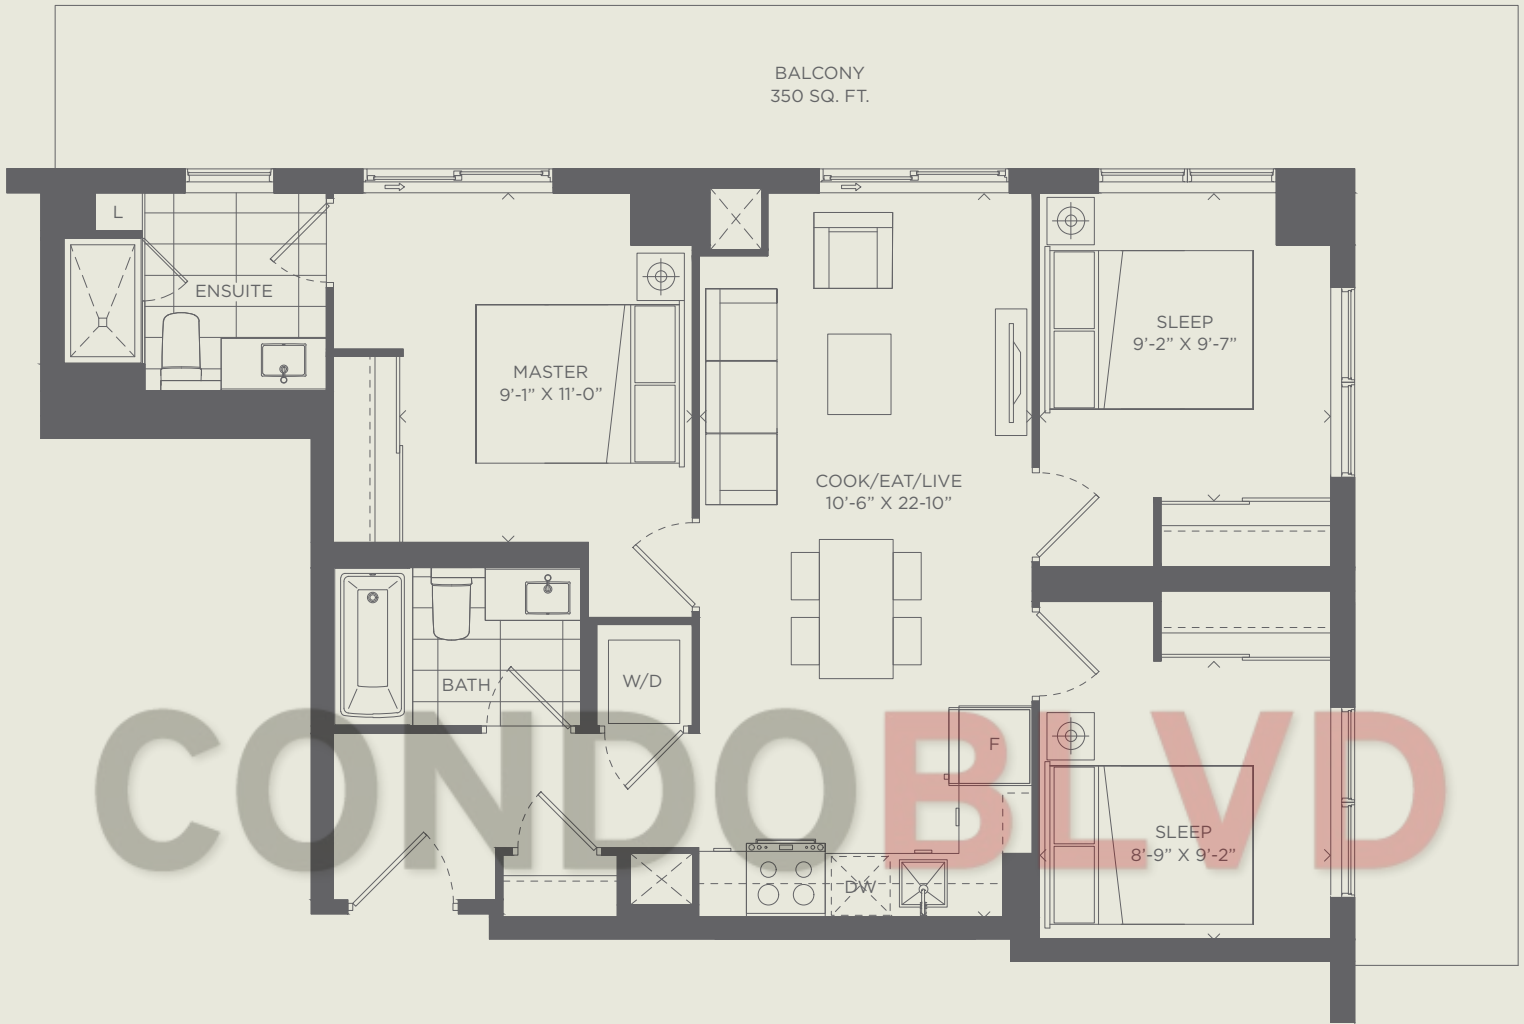 BALCONY
350 SQ. FT.
L
ENSUITE
MASTER
9’-1” X 11’-0”
SLEEP
9’-2” X 9’-7”
COOK/EAT/LIVE
10’-6” X 22-10”
BATH
W/D
F
CONDOBLVD
SLEEP
8’-9” X 9’-2”
DW